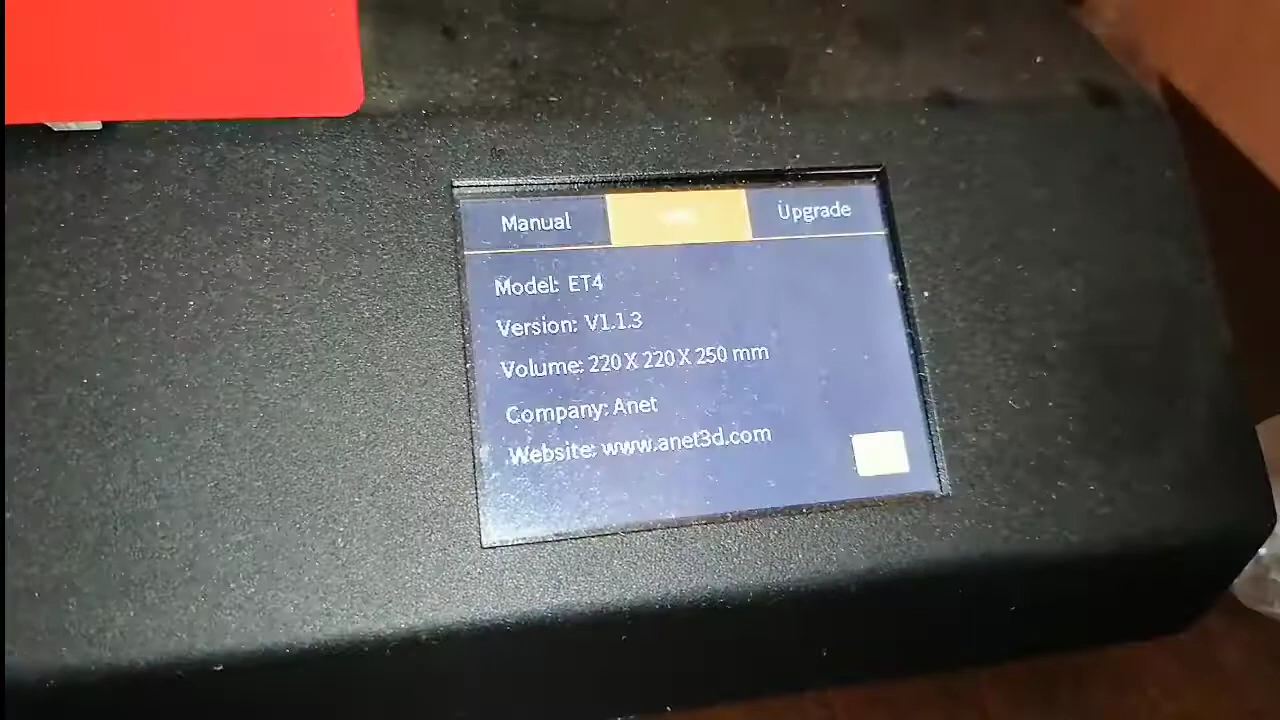 Manual
Upgrade
Model: ET4
Version: V1.1.3
Volume: 220 X 220 X 250 mm
Company: Anet
Website: www.anet3d.com